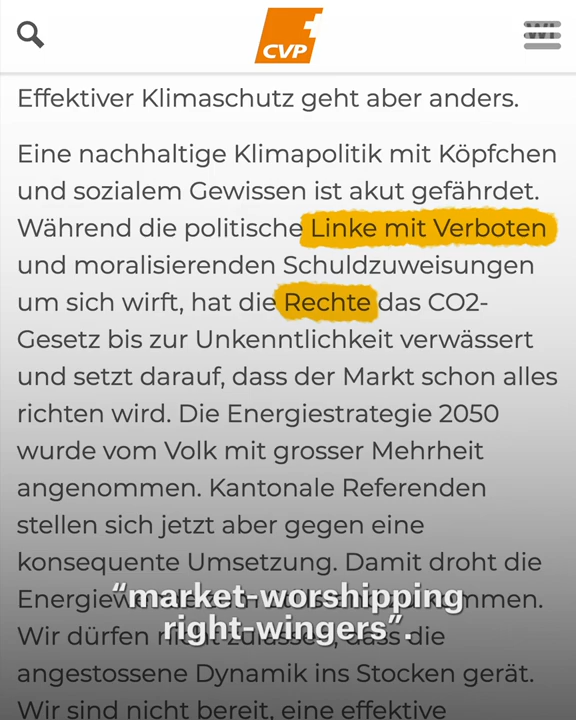 CVP
Effektiver Klimaschutz geht aber anders.
Eine nachhaltige Klimapolitik mit Köpfchen
und sozialem Gewissen ist akut gefährdet.
Während die politische Linke mit Verboten
und moralisierenden Schuldzuweisungen
um sich wirft, hat die Rechte das CO2-
Gesetz bis zur Unkenntlichkeit verwässert
und setzt darauf, dass der Markt schon alles
richten wird. Die Energiestrategie 2050
wurde vom Volk mit grosser Mehrheit
angenommen. Kantonale Referenden
stellen sich jetzt aber gegen eine
konsequente Umsetzung. Damit droht die
“market-worshipping
right-wingers”.
Wir dürfen nicht zulassen, dass die
angestossene Dynamik ins Stocken gerät.
Wir sind nicht bereit, eine effektive